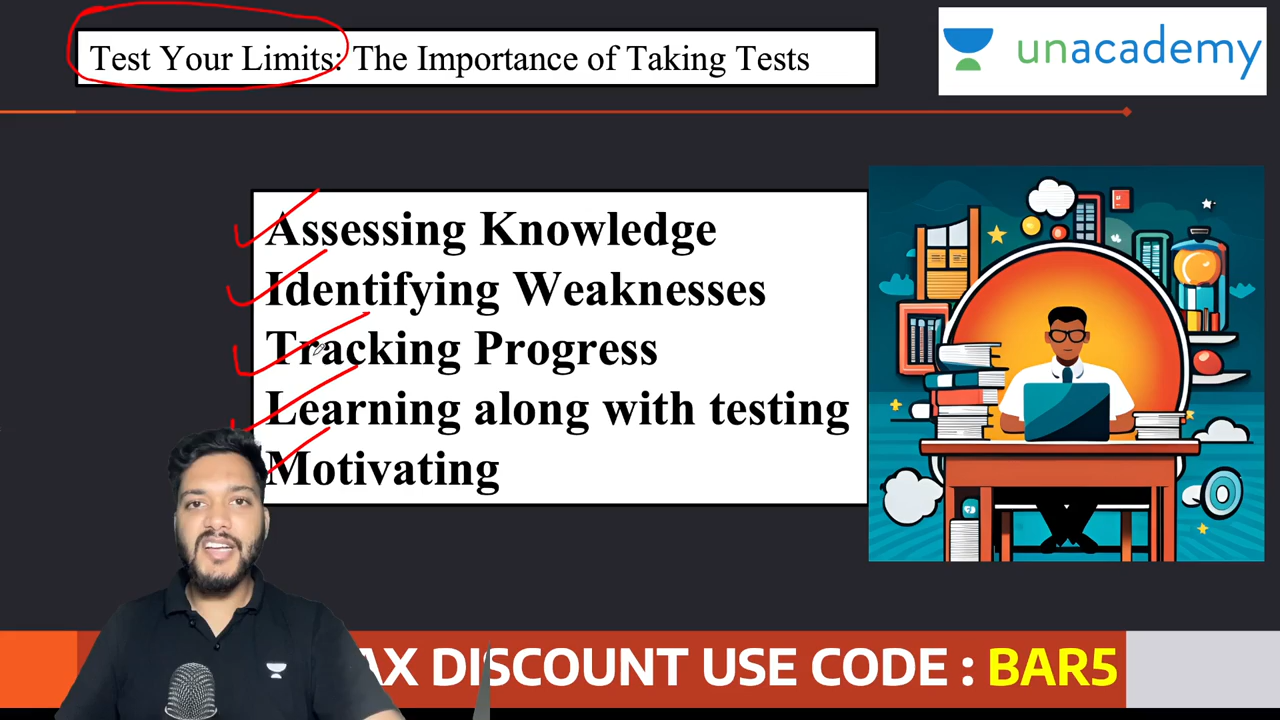 Test Your Limits: The Importance of Taking Tests
unacademy
Assessing Knowledge
Identifying Weaknesses
Tracking Progress
Learning along with testing
Motivating
DISCOUNT USE CODE : BAR5